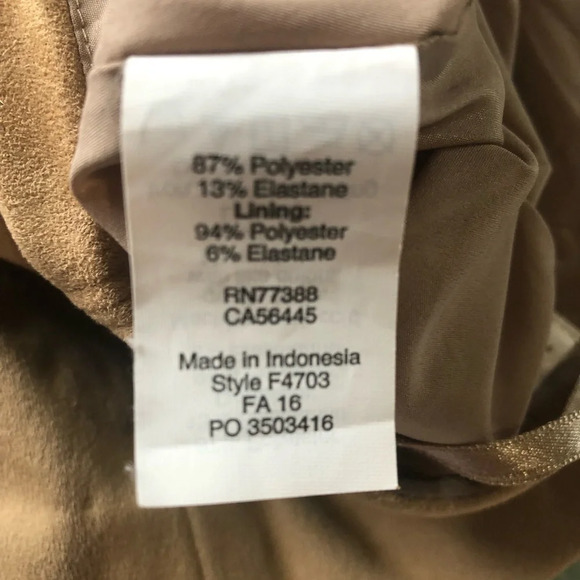 87% Polyester
13% Elastane
Lining:
94% Polyester
6% Elastane
RN77388
CA56445
Made in Indonesia
Style F4703
FA 16
PO 3503416